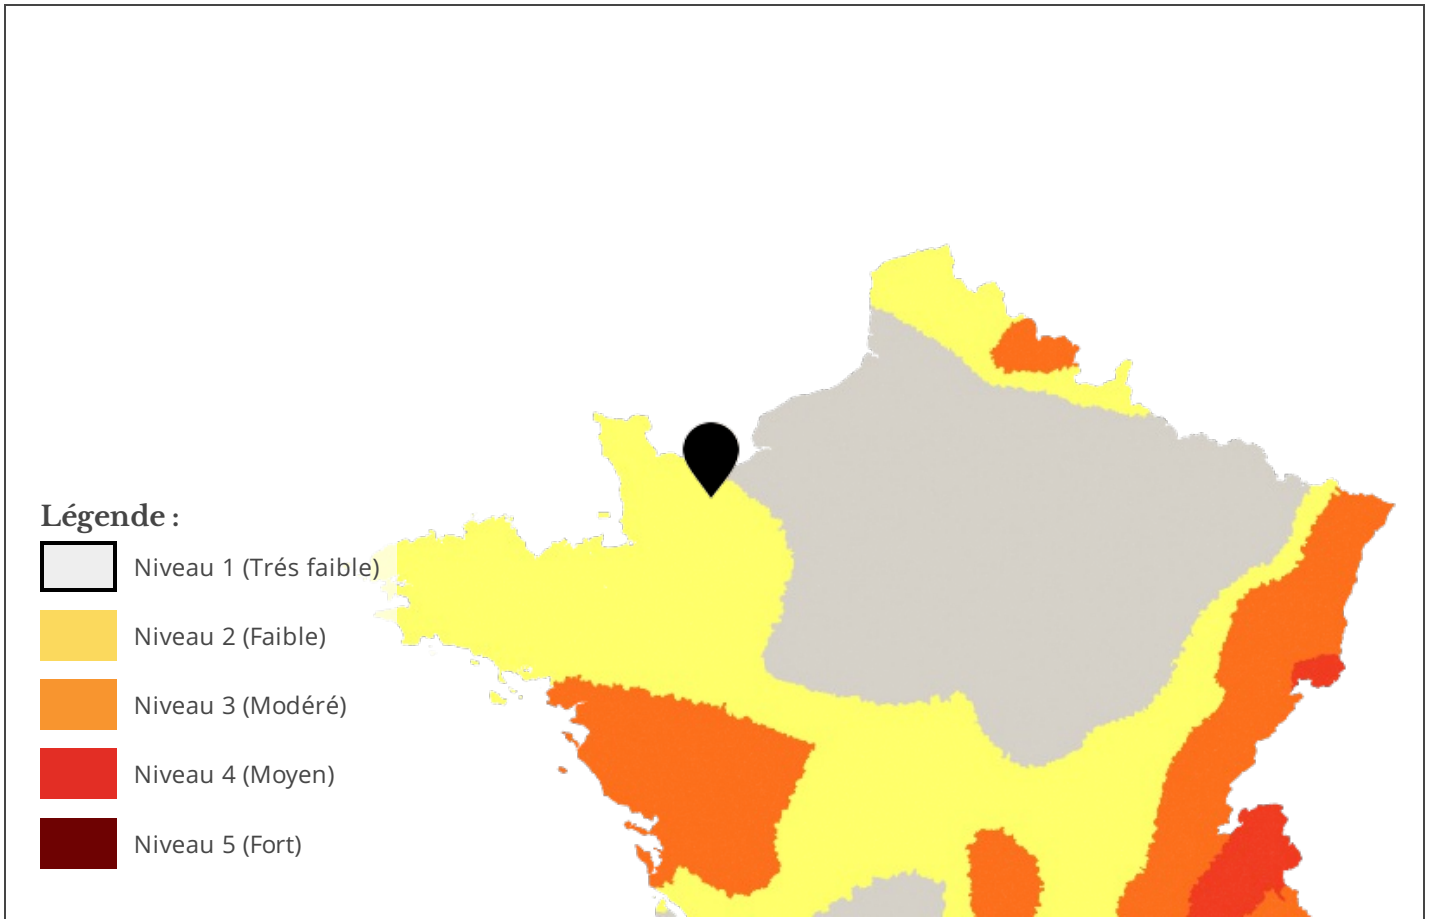 Légende :
Niveau 1 (Trés faible)
Niveau 2 (Faible)
Niveau 3 (Modéré)
Niveau 4 (Moyen)
Niveau 5 (Fort)